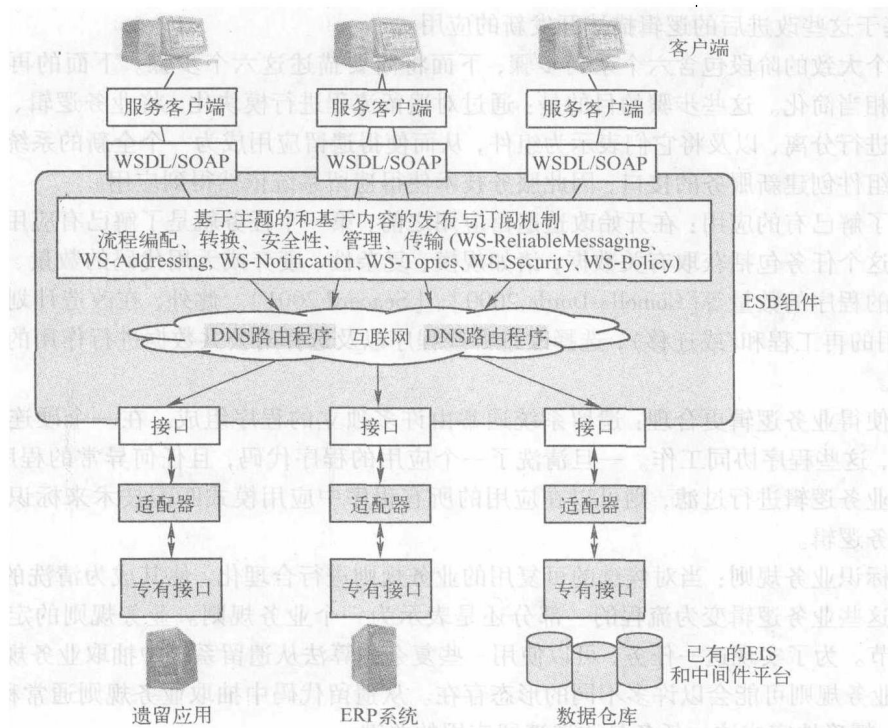 客户端
服务客户端 服务客户端 服务客户端
WSDL/SOAP WSDL/SOAP WSDL/SOAP
基于主题的和基于内容的发布与订阅机制
流程编配、转换、安全性、管理、传输 (WS-ReliableMessaging、
WS-Addressing, WS-Notification、WS-Topics, WS-Security, WS-Policy)
ESB组件
DNS路由程序 互联网 DNS路由程序
接口 接口 接口
适配器 适配器 适配器
专有接口 专有接口 专有接口
已有的EIS
和中间件平台
遗留应用 ERP系统 数据仓库